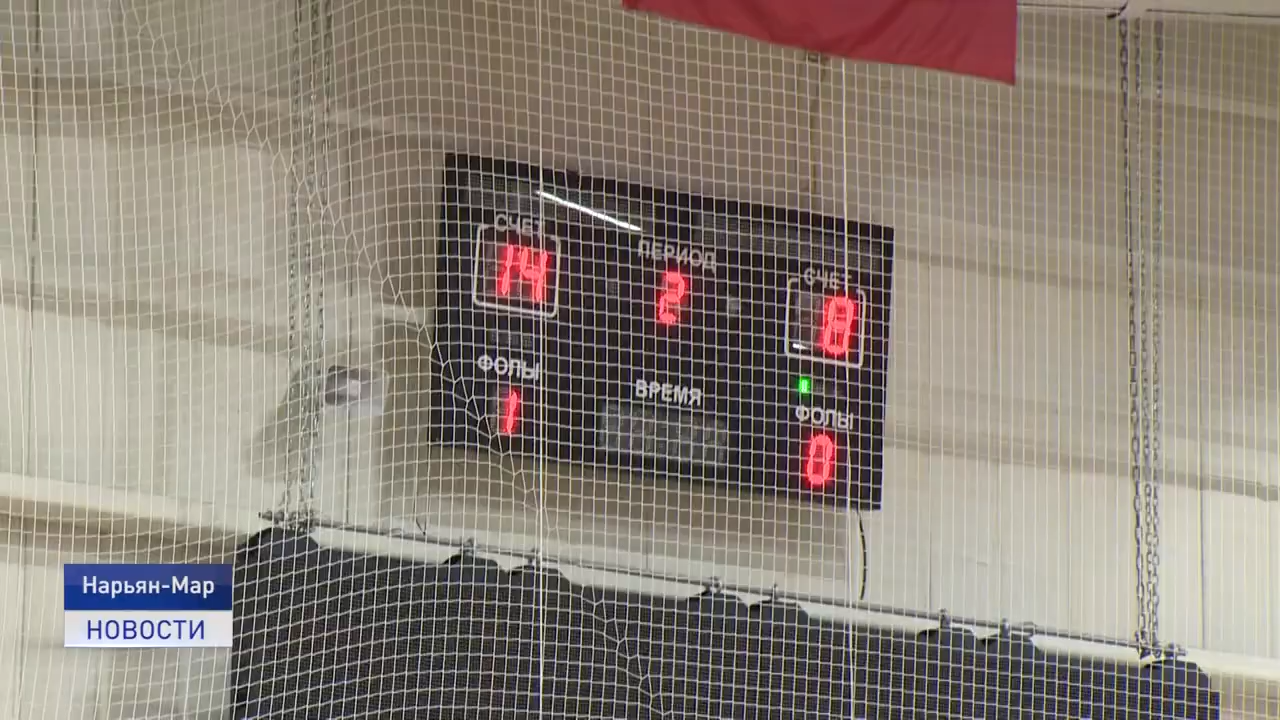 СЧЕТ
ПЕРИОД
СЧЕТ
14
2
8
ФОЛЫ
ВРЕМЯ
ФОЛЫ
1
0
Нарьян-Мар
НОВОСТИ